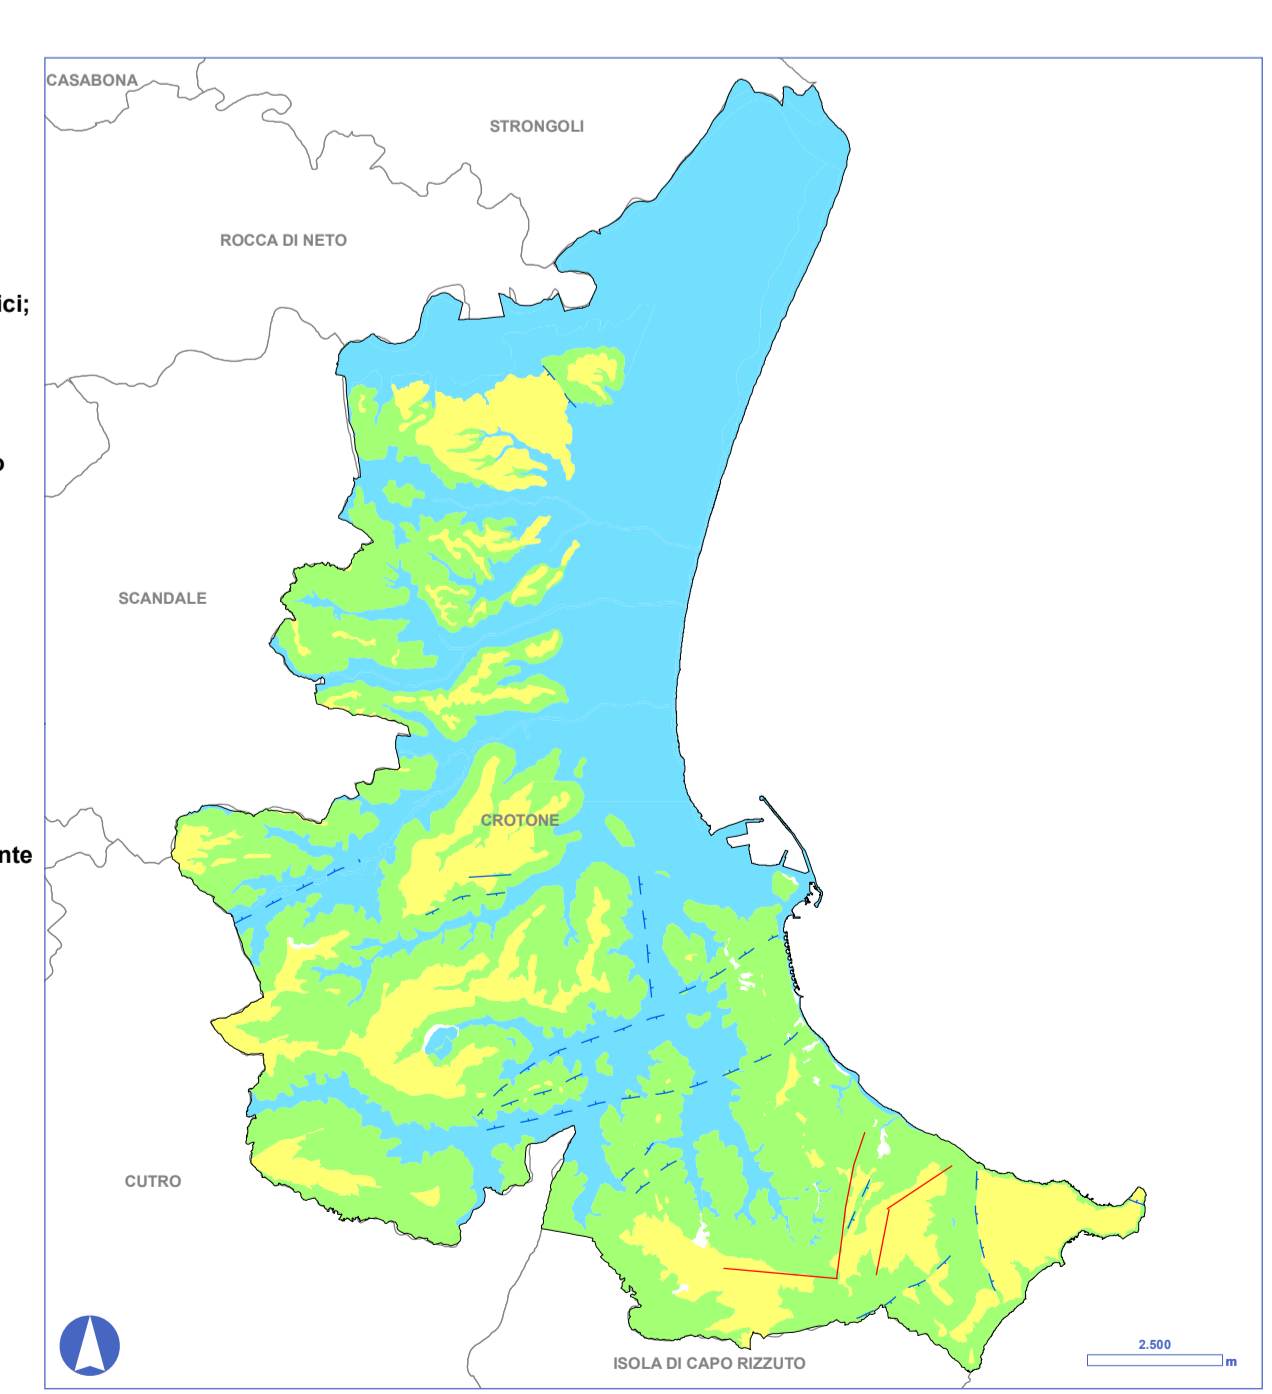 CASABONA
STRONGOLI
ROCCA DI NETO
ici;
o
SCANDALE
CROTONE
nte
CUTRO
2.500
m
ISOLA DI CAPO RIZZUTO